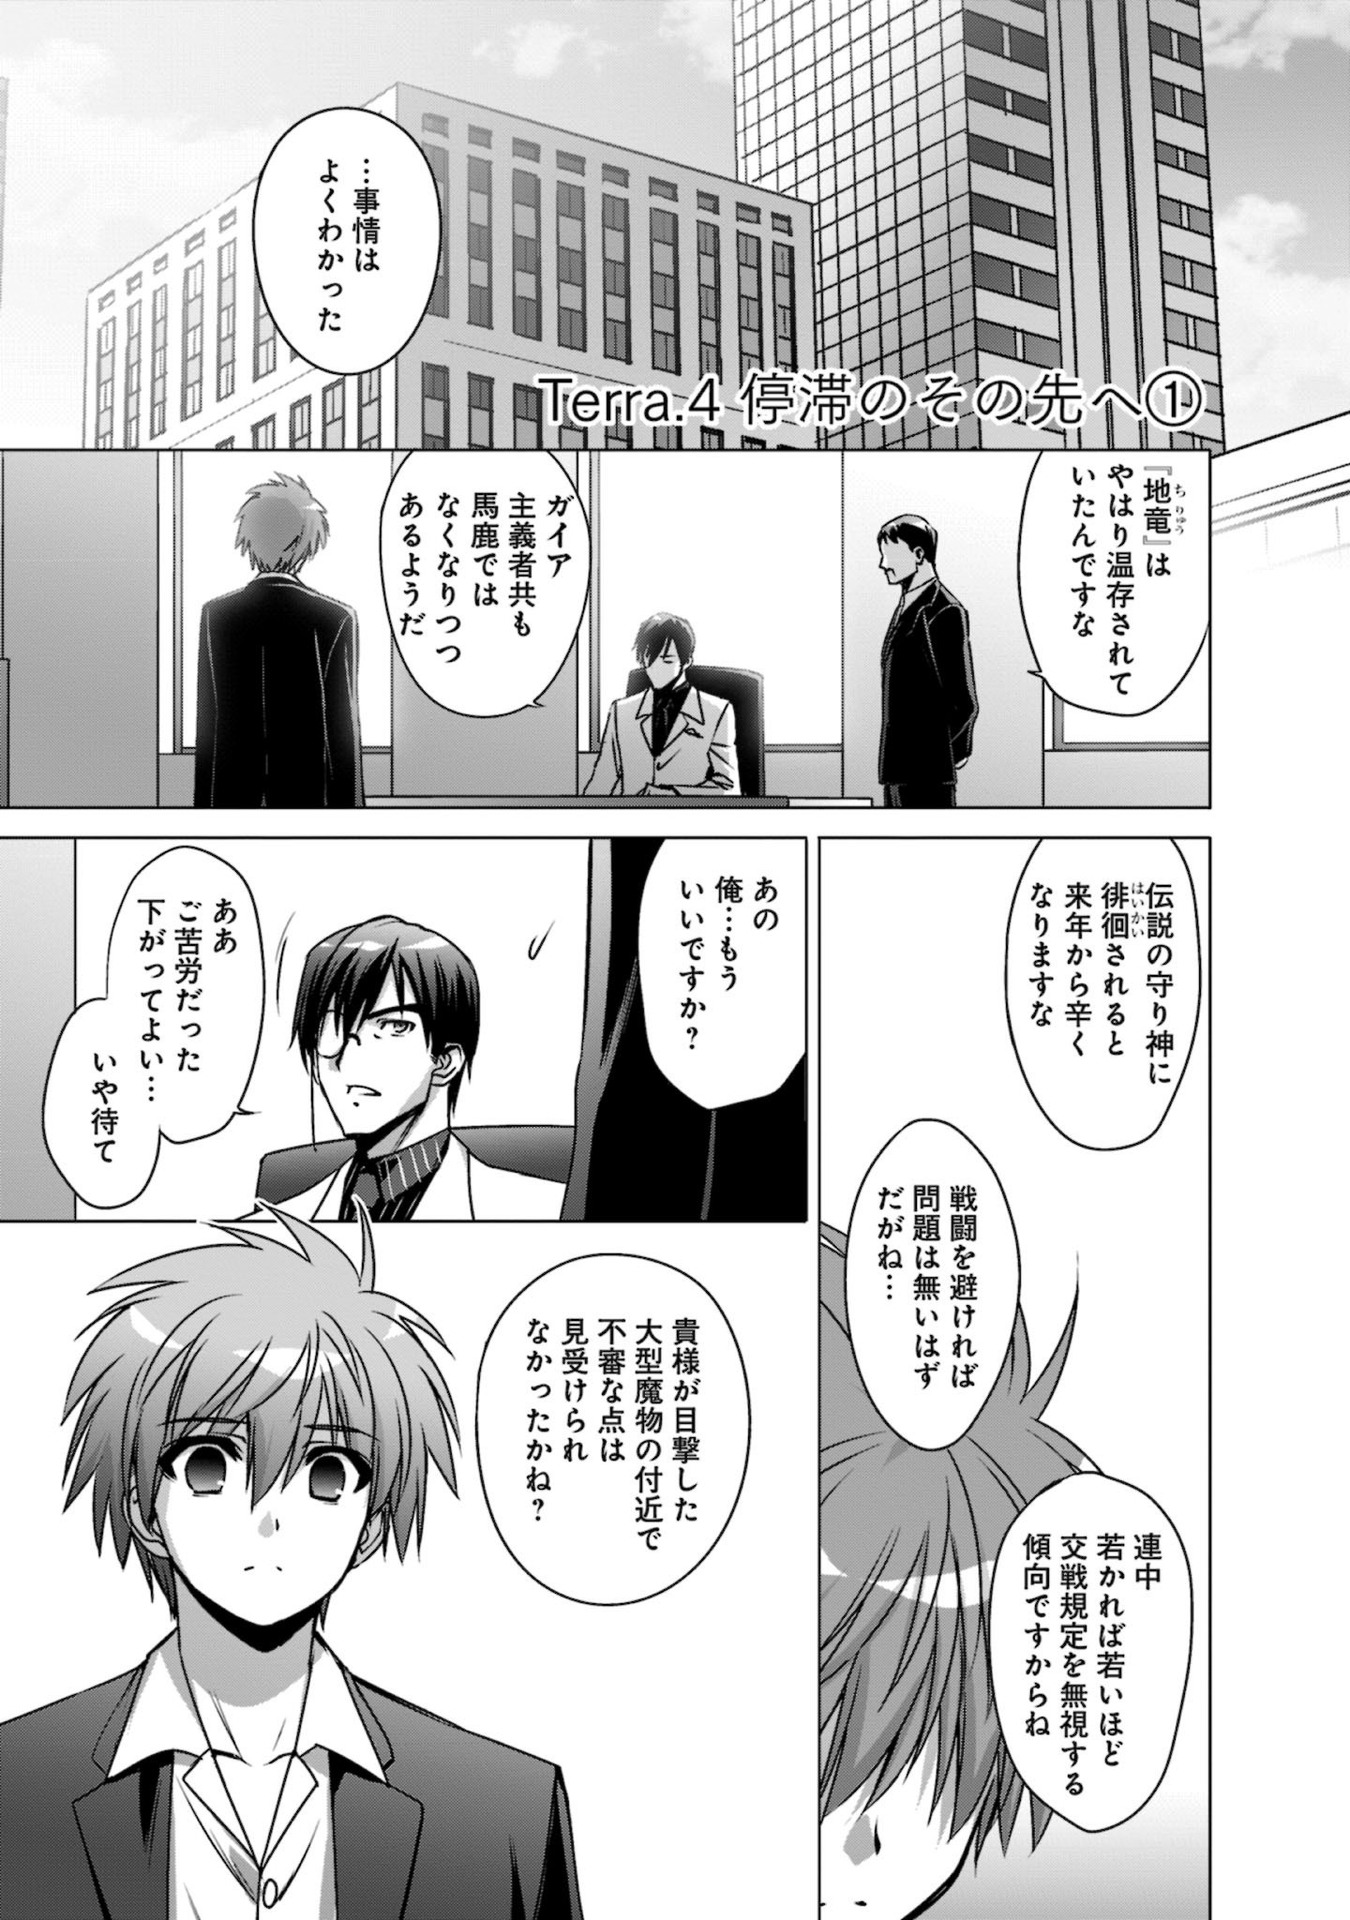 …事情は
よくわかった
Terra.4 停滞のその先へ①
『地竜』は
ちりゅう
やはり温存されて
いたんですな
ガイア
主義者共も
馬鹿では
なくなりつつ
あるようだ
伝説の守り神に
徘徊されると
はいかい
来年から辛く
なりますな
戦闘を避ければ
問題は無いはず
だがね…
連中
若かれば若いほど
交戦規定を無視する
傾向ですからね
あの
俺…もう
いいですか?
ああ
ご苦労だった
下がってよい…
いや待て
貴様が目撃した
大型魔物の付近で
不審な点は
見受けられ
なかったかね?